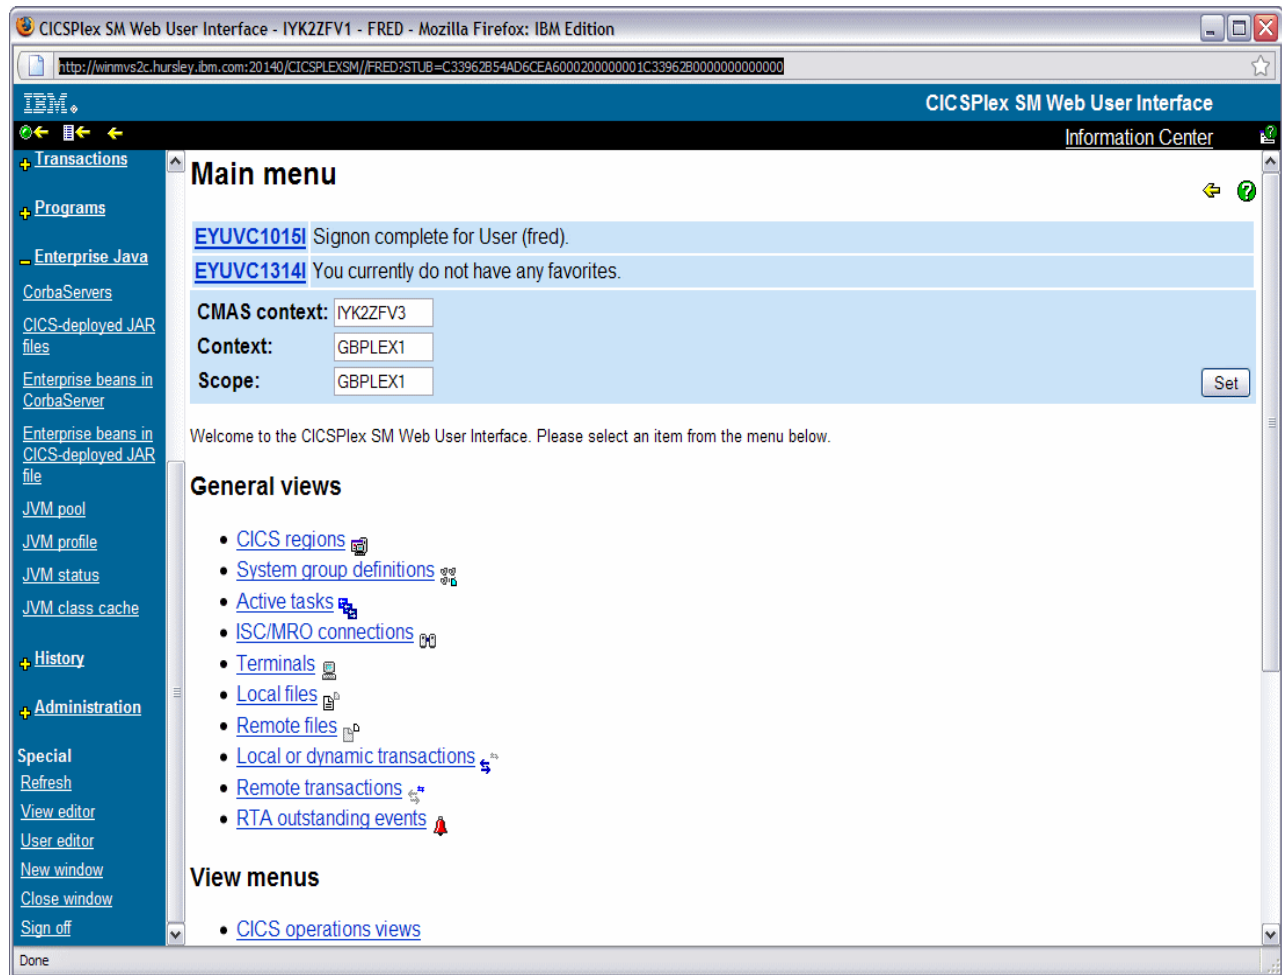 CICSPlex SM Web User Interface - IYK2ZFV1 - FRED - Mozilla Firefox: IBM Edition
http://winmvs2c.hursley.ibm.com:20140/CICSPLEXSM//FRED?STUB=C33962B54AD6CEA6000200000001C33962B0000000000000
IBM®
CICSPlex SM Web User Interface
Information Center
Transactions
Programs
Enterprise Java
CorbaServers
CICS-deployed JAR
files
Enterprise beans in
CorbaServer
Enterprise beans in
CICS-deployed JAR
file
JVM pool
JVM profile
JVM status
JVM class cache
History
Administration
Special
Refresh
View editor
User editor
New window
Close window
Sign off
Main menu
EYUVC1015I Signon complete for User (fred).
EYUVC1314I You currently do not have any favorites.
CMAS context: IYK2ZFV3
Context: GBPLEX1
Scope: GBPLEX1
Set
Welcome to the CICSPlex SM Web User Interface. Please select an item from the menu below.
General views
• CICS regions
• System group definitions
• Active tasks
• ISC/MRO connections
• Terminals
• Local files
• Remote files
• Local or dynamic transactions
• Remote transactions
• RTA outstanding events
View menus
• CICS operations views
Done